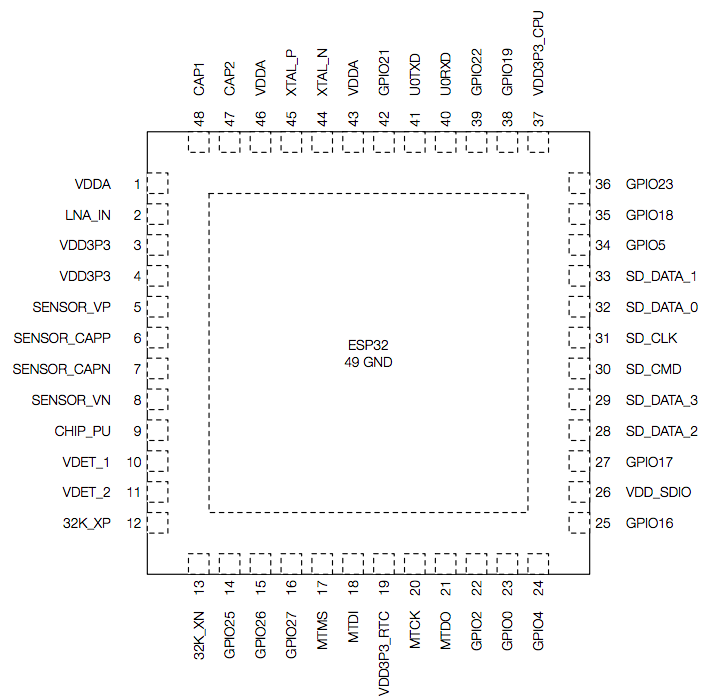 CAP1 48
CAP2 47
VDDA 46
XTAL_P 45
XTAL_N 44
VDDA 43
GPIO21 42
U0TXD 41
U0RXD 40
GPIO22 39
GPIO19 38
VDD3P3_CPU 37
VDDA 1
LNA_IN 2
VDD3P3 3
VDD3P3 4
SENSOR_VP 5
SENSOR_CAPP 6
SENSOR_CAPN 7
SENSOR_VN 8
CHIP_PU 9
VDET_1 10
VDET_2 11
32K_XP 12
ESP32
49 GND
36 GPIO23
35 GPIO18
34 GPIO5
33 SD_DATA_1
32 SD_DATA_0
31 SD_CLK
30 SD_CMD
29 SD_DATA_3
28 SD_DATA_2
27 GPIO17
26 VDD_SDIO
25 GPIO16
32K_XN 13
GPIO25 14
GPIO26 15
GPIO27 16
MTMS 17
MTDI 18
VDD3P3_RTC 19
MTCK 20
MTDO 21
GPIO2 22
GPIO0 23
GPIO4 24